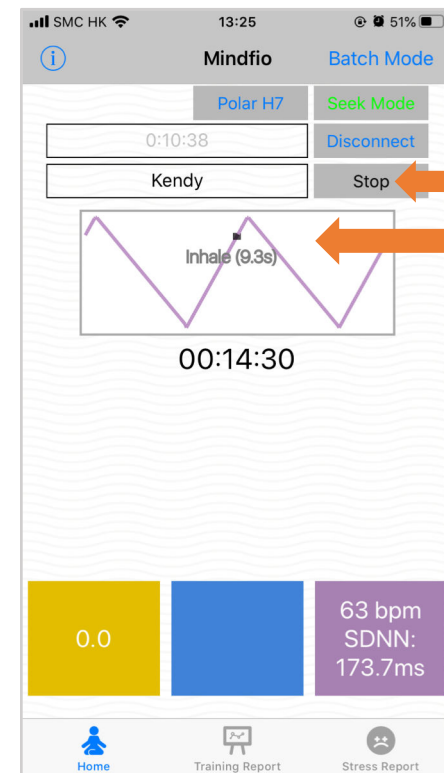 SMC HK 13:25 51%
Mindfio Batch Mode
Polar H7 Seek Mode
0:10:38 Disconnect
Kendy Stop
Inhale (9.3s)
00:14:30
0.0
63 bpm
SDNN:
173.7ms
Home Training Report Stress Report